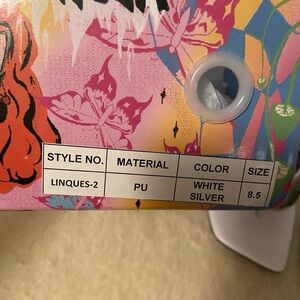 STYLE NO. MATERIAL COLOR SIZE
LINQUES-2 PU WHITE 8.5
SILVER